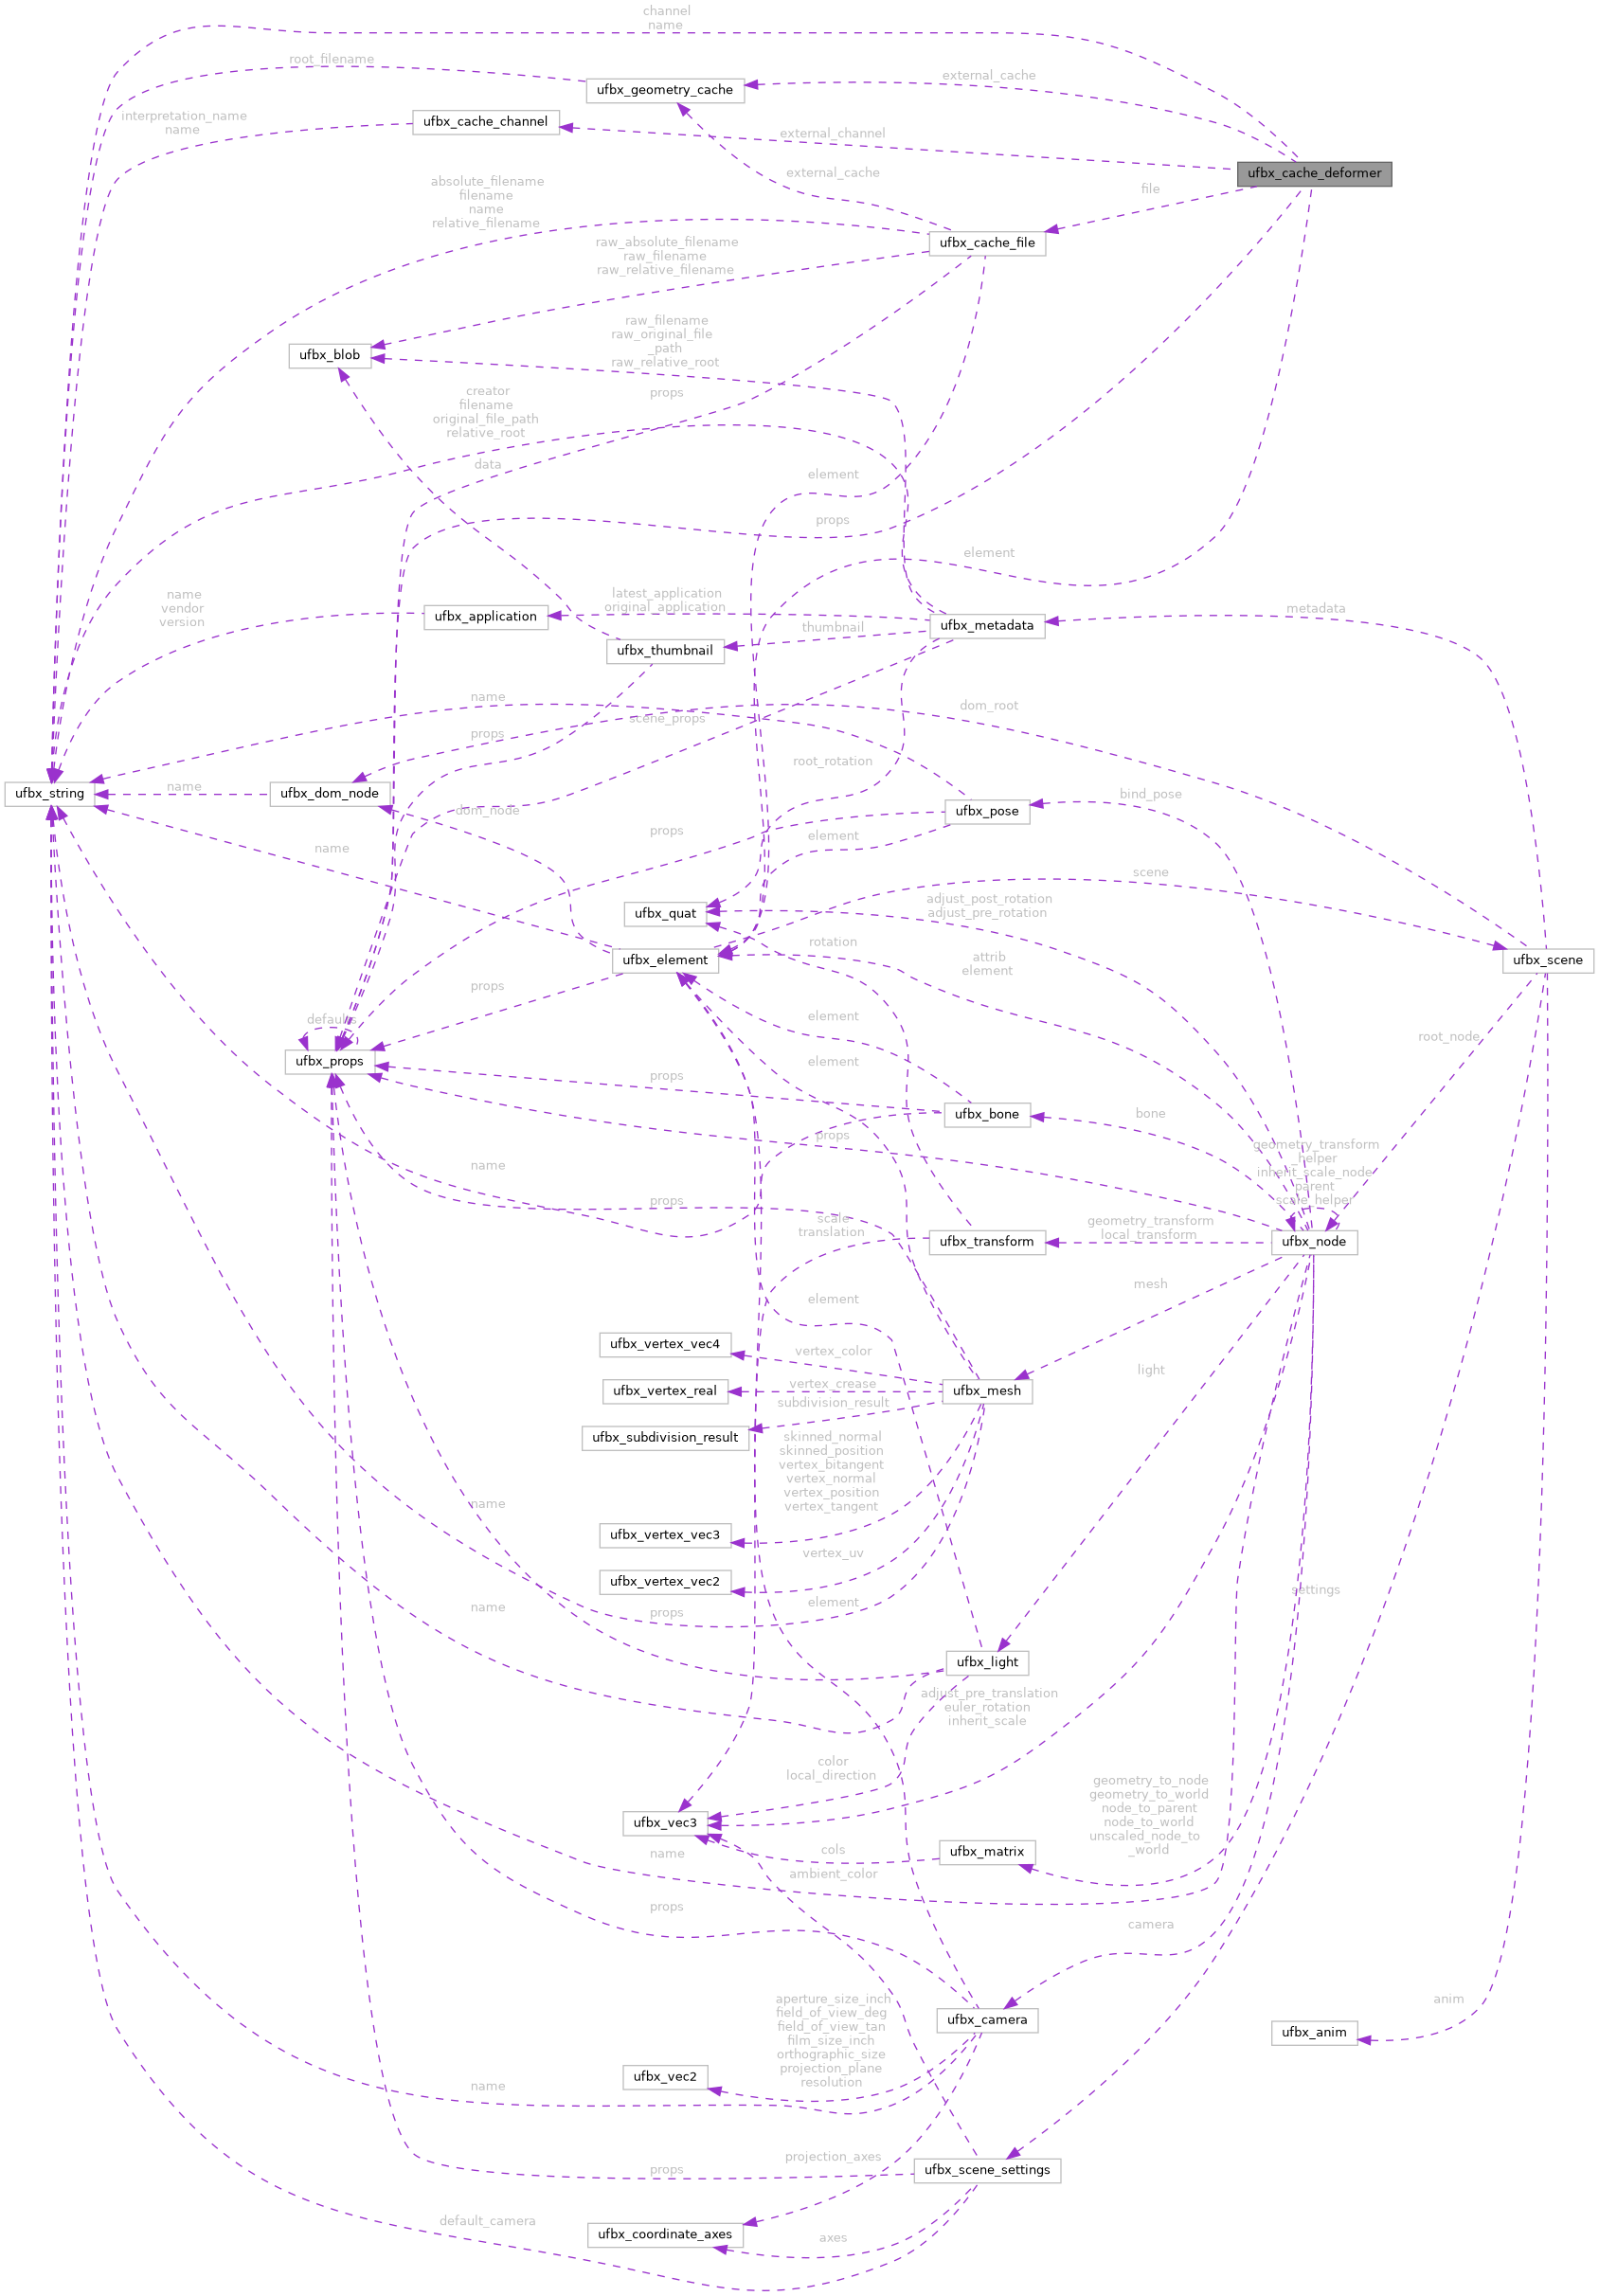 channel
name
root_filename
ufbx_geometry_cache
external_cache
interpretation_name
name
ufbx_cache_channel
external_channel
ufbx_cache_deformer
external_cache
file
absolute_filename
filename
name
relative_filename
raw_absolute_filename
raw_filename
raw_relative_filename
ufbx_cache_file
raw_filename
raw_original_file
_path
raw_relative_root
ufbx_blob
props
creator
filename
original_file_path
relative_root
data
element
props
element
name
vendor
version
ufbx_application
latest_application
original_application
thumbnail
ufbx_metadata
metadata
ufbx_thumbnail
name
scene_props
dom_root
props
root_rotation
ufbx_string
name
ufbx_dom_node
dom_node
bind_pose
ufbx_pose
props
element
name
scene
ufbx_quat
adjust_post_rotation
adjust_pre_rotation
rotation
ufbx_element
attrib
element
ufbx_scene
props
defaults
element
root_node
ufbx_props
element
props
ufbx_bone
bone
props
geometry_transform
_helper
inherit_scale_node
parent
scale_helper
name
props
scale
translation
ufbx_transform
geometry_transform
local_transform
ufbx_node
mesh
element
ufbx_vertex_vec4
vertex_color
light
ufbx_vertex_real
vertex_crease
ufbx_mesh
subdivision_result
ufbx_subdivision_result
skinned_normal
skinned_position
vertex_bitangent
vertex_normal
vertex_position
vertex_tangent
name
ufbx_vertex_vec3
vertex_uv
ufbx_vertex_vec2
settings
element
name
props
ufbx_light
adjust_pre_translation
euler_rotation
inherit_scale
color
local_direction
geometry_to_node
geometry_to_world
node_to_parent
node_to_world
unscaled_node_to
_world
ufbx_vec3
name
cols
ufbx_matrix
ambient_color
props
camera
aperture_size_inch
field_of_view_deg
field_of_view_tan
film_size_inch
orthographic_size
projection_plane
resolution
anim
ufbx_camera
ufbx_anim
ufbx_vec2
name
projection_axes
props
ufbx_scene_settings
default_camera
ufbx_coordinate_axes
axes